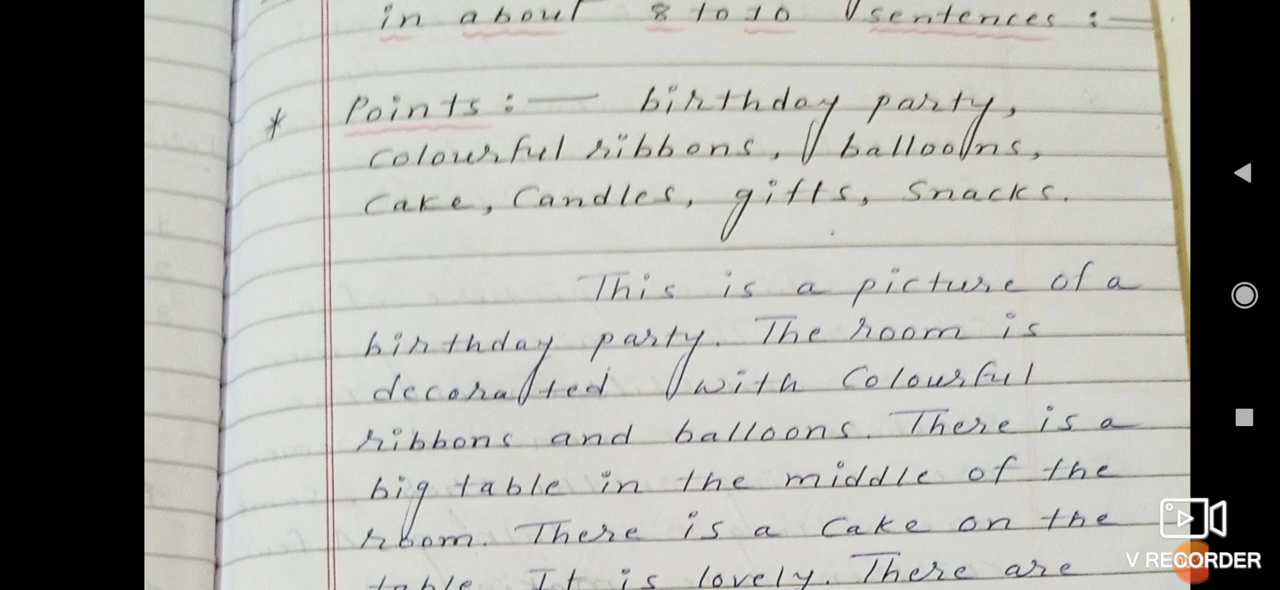 in about 8 to 10 sentences :—
* Points :— birthday party,
colourful ribbons, balloons,
Cake, Candles, gifts, Snacks.
This is a picture of a
birthday party. The room is
decorated with Colourful
ribbons and balloons. There is a
big table in the middle of the
room. There is a Cake on the
table. It is lovely. There are
V RECORDER